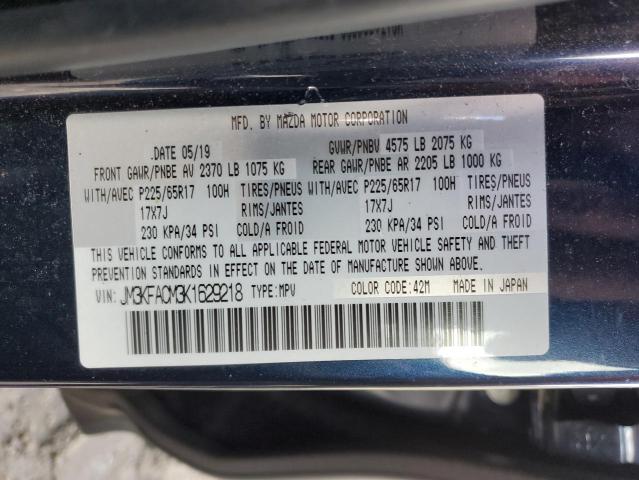 MFD. BY MAZDA MOTOR CORPORATION
DATE 05/19 GVWR/PNBV 4575 LB 2075 KG
FRONT GAWR/PNBE AV 2370 LB 1075 KG REAR GAWR/PNBE AR 2205 LB 1000 KG
WITH/AVEC P225/65R17 100H TIRES/PNEUS WITH/AVEC P225/65R17 100H TIRES/PNEUS
17X7J RIMS/JANTES 17X7J RIMS/JANTES
230 KPA/34 PSI COLD/A FROID 230 KPA/34 PSI COLD/A FROID
THIS VEHICLE CONFORMS TO ALL APPLICABLE FEDERAL MOTOR VEHICLE SAFETY AND THEFT
PREVENTION STANDARDS IN EFFECT ON THE DATE OF MANUFACTURE SHOWN ABOVE.
VIN: JM3KFACM3K1629218 TYPE:MPV COLOR CODE:42M MADE IN JAPAN